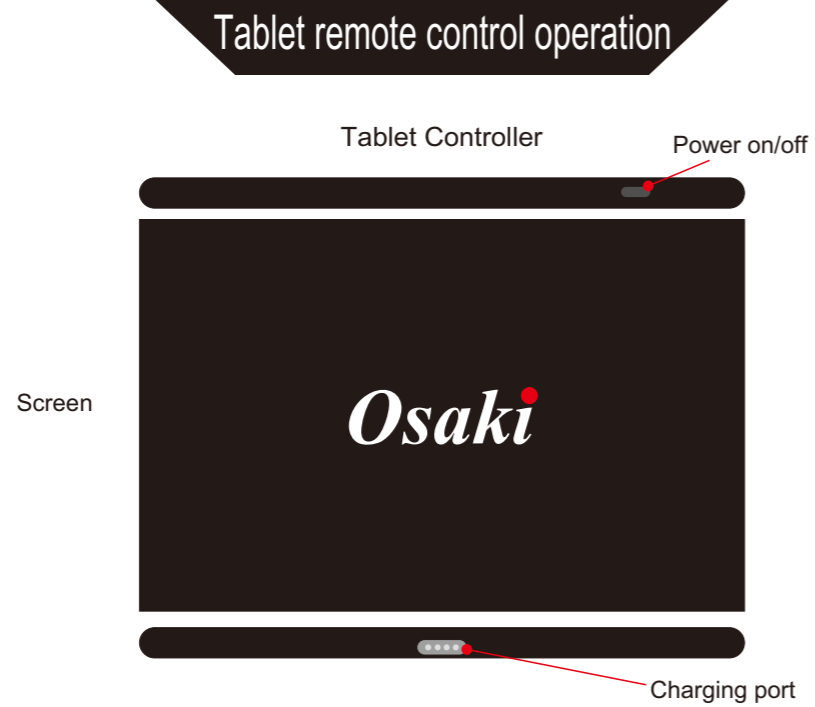 Tablet remote control operation
Tablet Controller
Power on/off
Screen
Osaki
Charging port